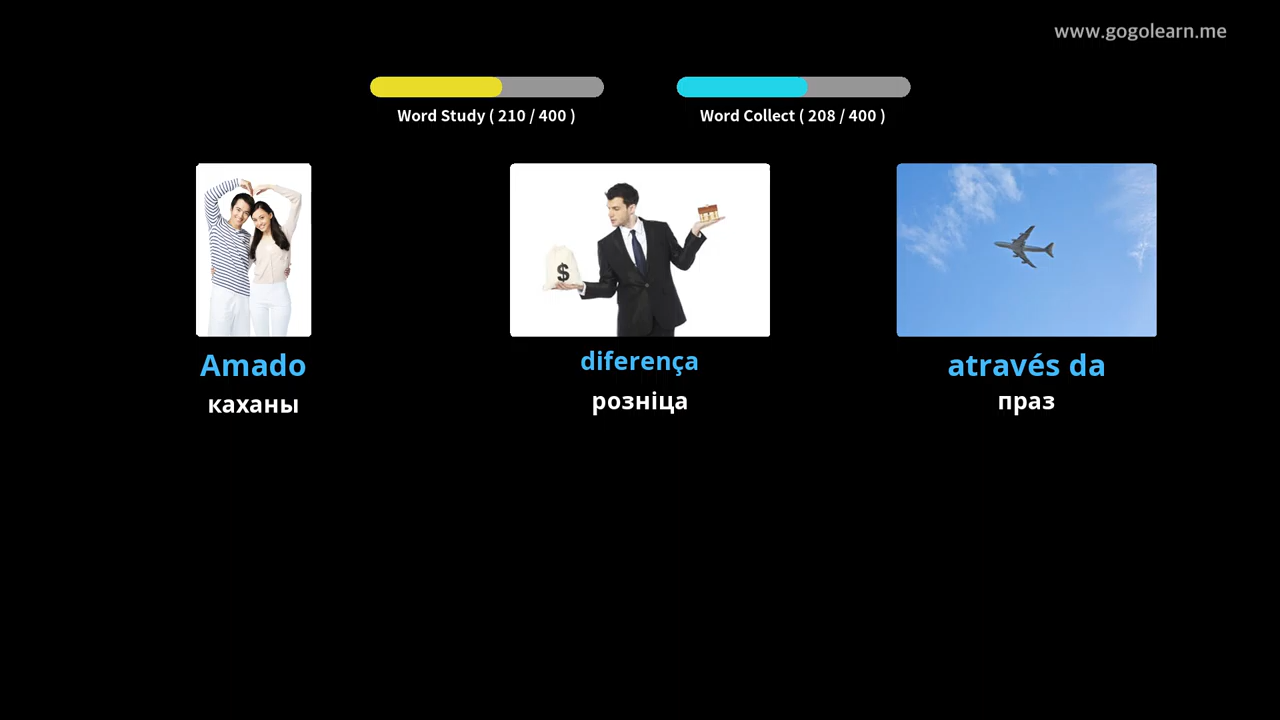 www.gogolearn.me
Word Study ( 210 / 400 )
Word Collect ( 208 / 400 )
Amado
каханы
diferença
розніца
através da
праз
$